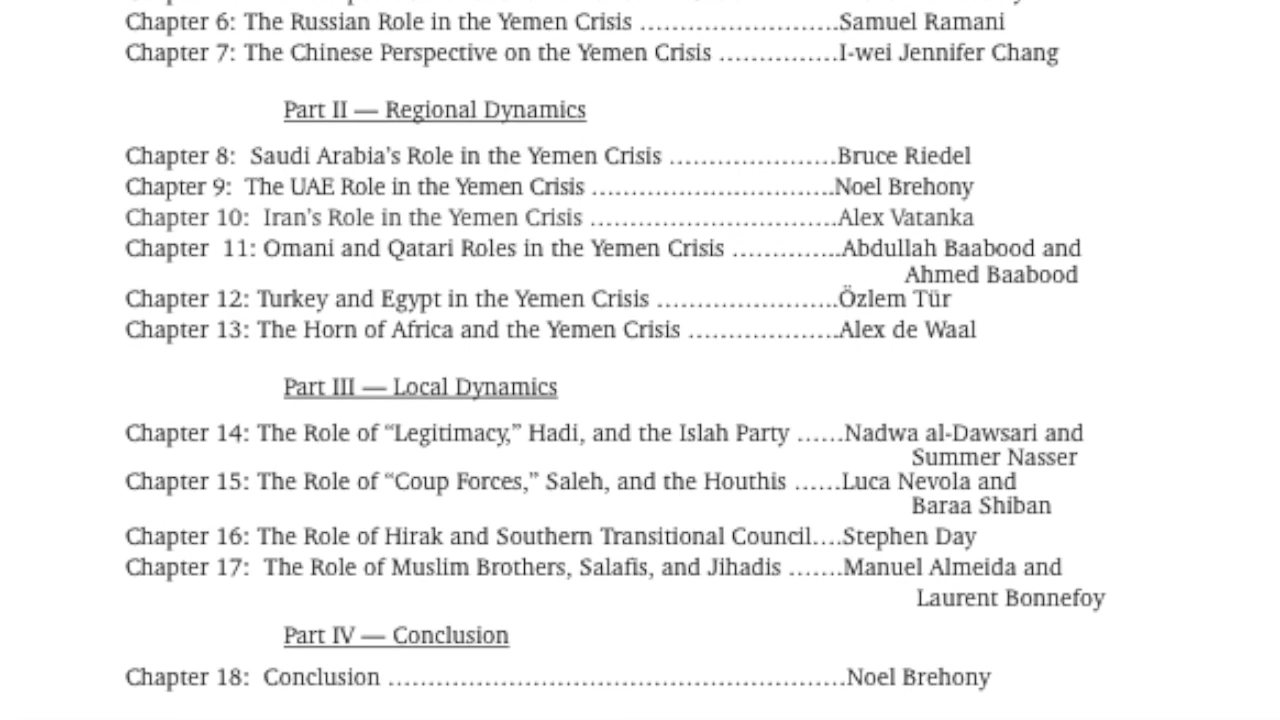 Chapter 6: The Russian Role in the Yemen Crisis .........................Samuel Ramani
Chapter 7: The Chinese Perspective on the Yemen Crisis ...............I-wei Jennifer Chang
Part II — Regional Dynamics
Chapter 8:  Saudi Arabia's Role in the Yemen Crisis .....................Bruce Riedel
Chapter 9:  The UAE Role in the Yemen Crisis ..............................Noel Brehony
Chapter 10:  Iran's Role in the Yemen Crisis ...............................Alex Vatanka
Chapter  11: Omani and Qatari Roles in the Yemen Crisis ..............Abdullah Baabood and
Ahmed Baabood
Chapter 12: Turkey and Egypt in the Yemen Crisis .......................Özlem Tür
Chapter 13: The Horn of Africa and the Yemen Crisis ...................Alex de Waal
Part III — Local Dynamics
Chapter 14: The Role of “Legitimacy,” Hadi, and the Islah Party ......Nadwa al-Dawsari and
Summer Nasser
Chapter 15: The Role of “Coup Forces,” Saleh, and the Houthis ......Luca Nevola and
Baraa Shiban
Chapter 16: The Role of Hirak and Southern Transitional Council....Stephen Day
Chapter 17:  The Role of Muslim Brothers, Salafis, and Jihadis .......Manuel Almeida and
Laurent Bonnefoy
Part IV — Conclusion
Chapter 18:  Conclusion .........................................................Noel Brehony